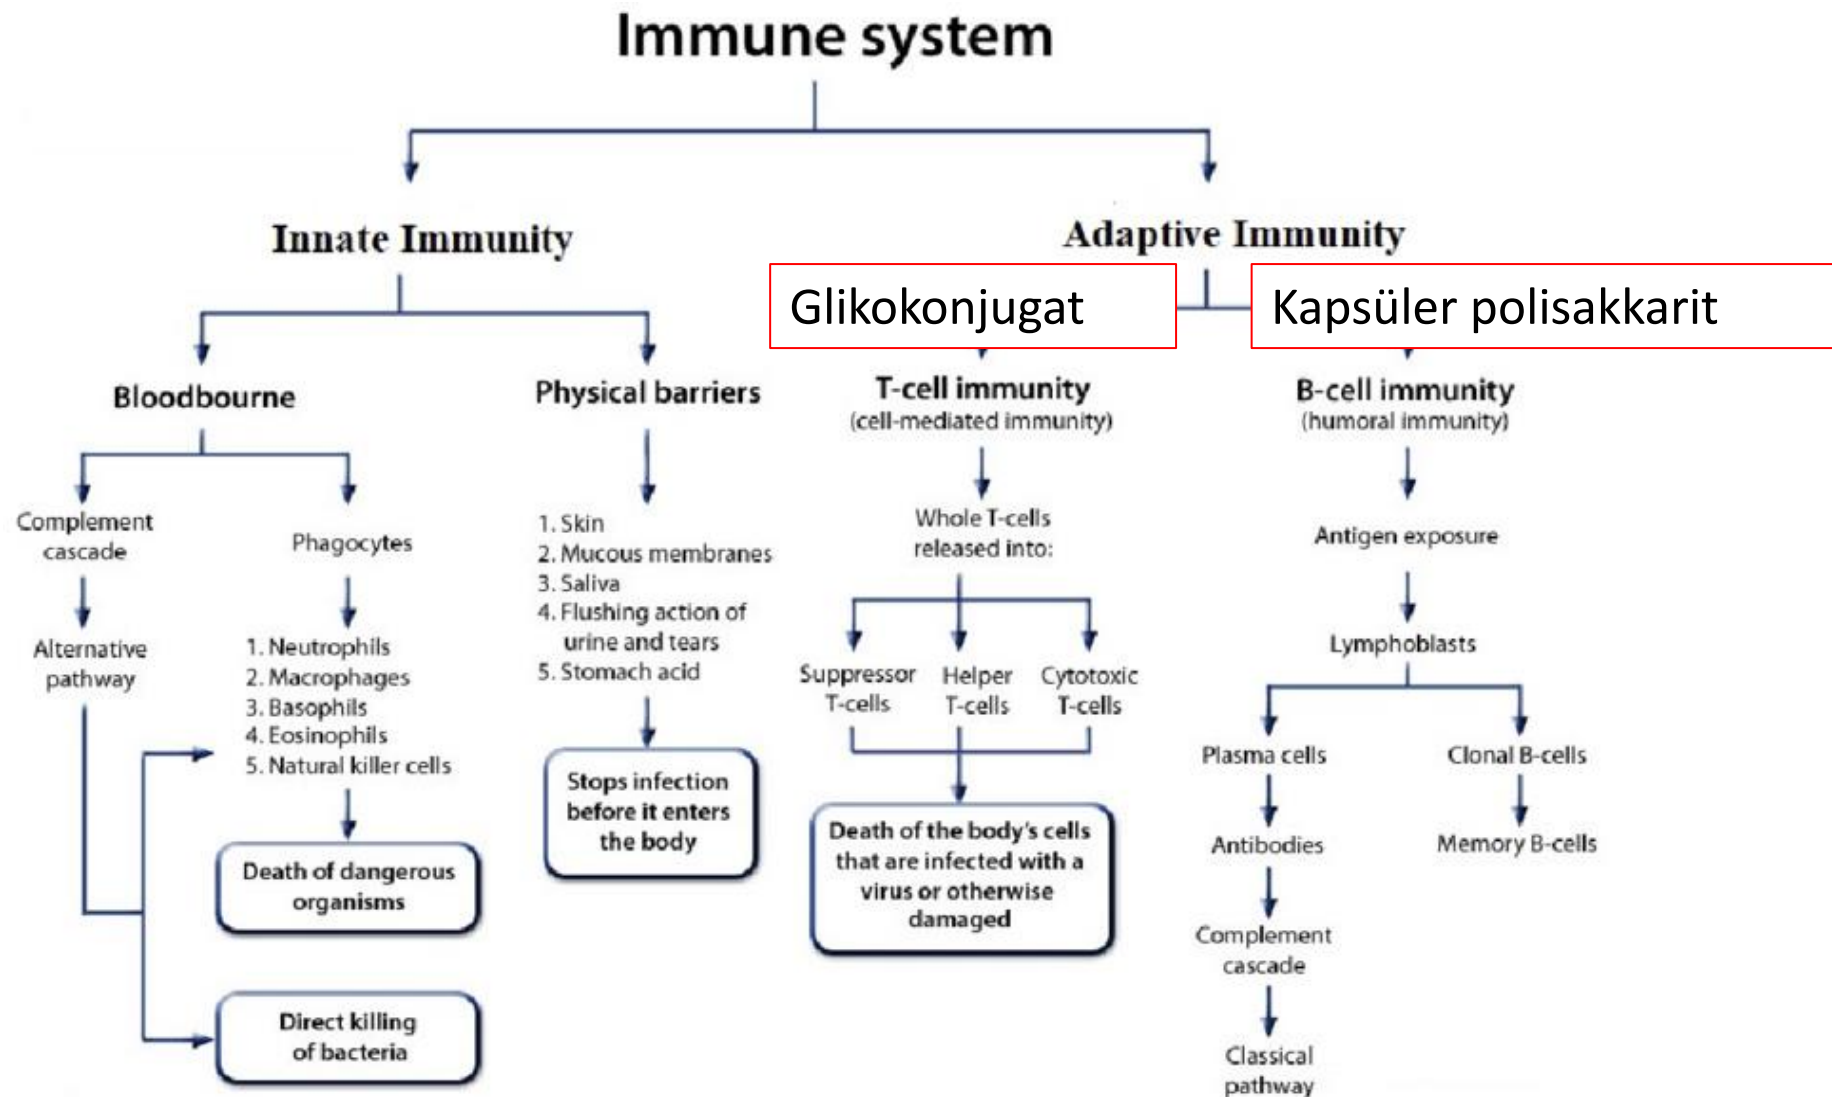 Immune system
Innate Immunity
Adaptive Immunity
Glikokonjugat
Kapsüler polisakkarit
Bloodbourne
Physical barriers
T-cell immunity
(cell-mediated immunity)
B-cell immunity
(humoral immunity)
Complement
cascade
Phagocytes
1. Skin
2. Mucous membranes
3. Saliva
4. Flushing action of
urine and tears
5. Stomach acid
Whole T-cells
released into:
Antigen exposure
Alternative
pathway
1. Neutrophils
2. Macrophages
3. Basophils
4. Eosinophils
5. Natural killer cells
Suppressor
T-cells
Helper
T-cells
Cytotoxic
T-cells
Lymphoblasts
Plasma cells
Clonal B-cells
Stops infection
before it enters
the body
Death of the body's cells
that are infected with a
virus or otherwise
damaged
Antibodies
Memory B-cells
Death of dangerous
organisms
Complement
cascade
Direct killing
of bacteria
Classical
pathway